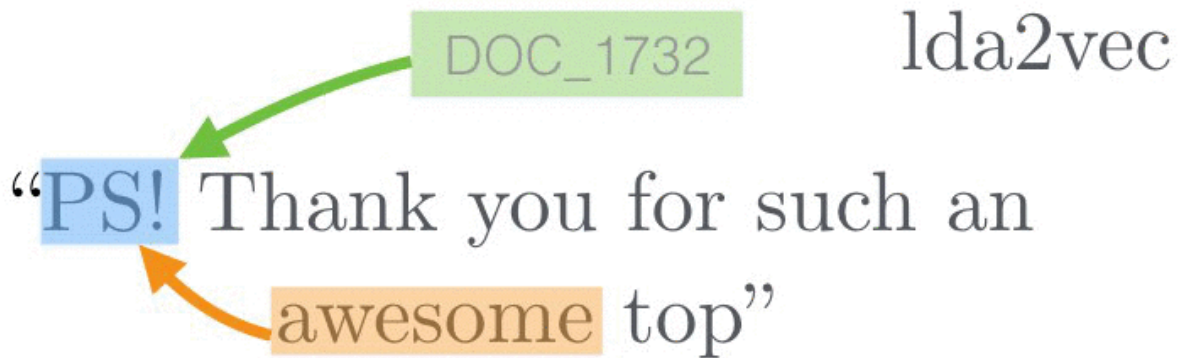 DOC_1732
lda2vec
“PS! Thank you for such an
awesome top”